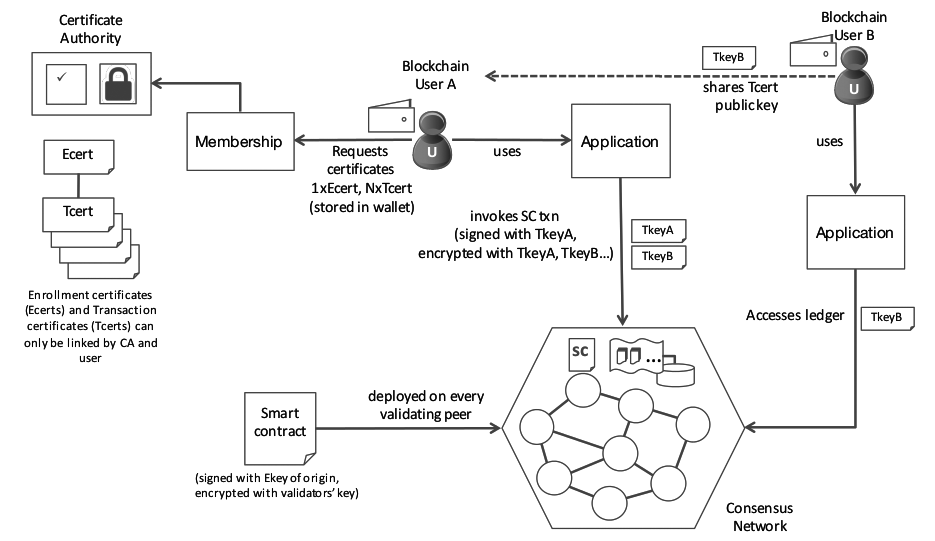 Certificate
Authority
✓
Ecert
Tcert
Enrollment certificates
(Ecerts) and Transaction
certificates (Tcerts) can
only be linked by CA and
user
Membership
Blockchain
User A
U
Requests
certificates
1xEcert, NxTcert
(stored in wallet)
uses
Application
Blockchain
User B
U
TkeyB
shares Tcert
public key
uses
Application
invokes SC txn
(signed with TkeyA,
encrypted with TkeyA, TkeyB...)
TkeyA
TkeyB
Accesses ledger
TkeyB
SC
...
Smart
contract
deployed on every
validating peer
(signed with Ekey of origin,
encrypted with validators' key)
Consensus
Network